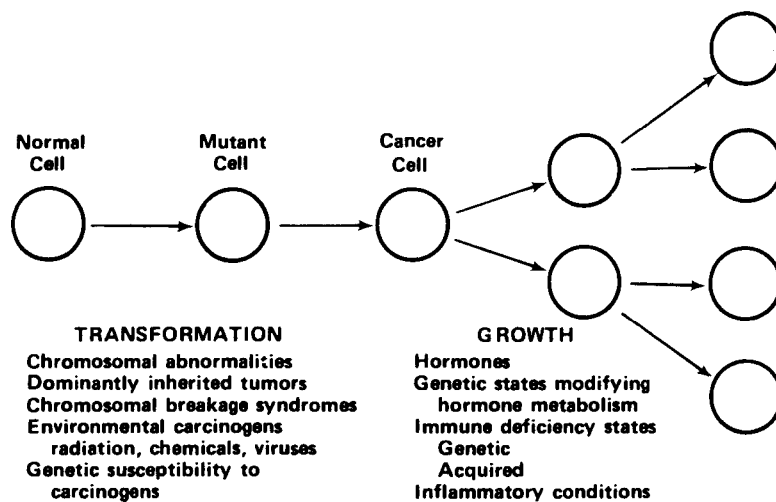 Normal
Cell
Mutant
Cell
Cancer
Cell
TRANSFORMATION
Chromosomal abnormalities
Dominantly inherited tumors
Chromosomal breakage syndromes
Environmental carcinogens
radiation, chemicals, viruses
Genetic susceptibility to
carcinogens
GROWTH
Hormones
Genetic states modifying
hormone metabolism
Immune deficiency states
Genetic
Acquired
Inflammatory conditions